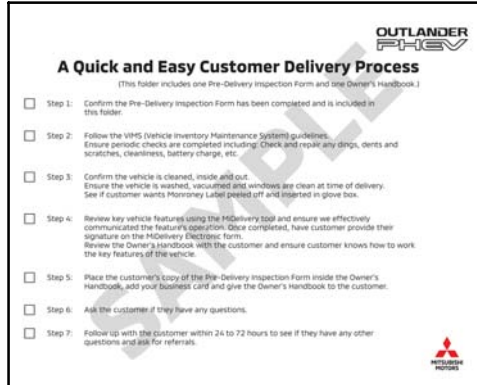 OUTLANDER
PHEV
A Quick and Easy Customer Delivery Process
(This folder includes one Pre-Delivery Inspection Form and one Owner's Handbook.)
Step 1: Confirm the Pre-Delivery Inspection Form has been completed and is included in
this folder.
Step 2: Follow the VIMS (Vehicle Inventory Maintenance System) guidelines.
Ensure periodic checks are completed including: Check and repair any dings, dents and
scratches, cleanliness, battery charge, etc.
Step 3: Confirm the vehicle is cleaned, inside and out.
Ensure the vehicle is washed, vacuumed and windows are clean at time of delivery.
See if customer wants Monroney Label peeled off and inserted in glove box.
Step 4: Review key vehicle features using the MiDelivery tool and ensure we effectively
communicated the feature's operation. Once completed, have customer provide their
signature on the MiDelivery Electronic form.
Review the Owner's Handbook with the customer and ensure customer knows how to work
the key features of the vehicle.
Step 5: Place the customer's copy of the Pre-Delivery Inspection Form inside the Owner's
Handbook, add your business card and give the Owner's Handbook to the customer.
Step 6: Ask the customer if they have any questions.
Step 7: Follow up with the customer within 24 to 72 hours to see if they have any other
questions and ask for referrals.
SAMPLE
MITSUBISHI
MOTORS